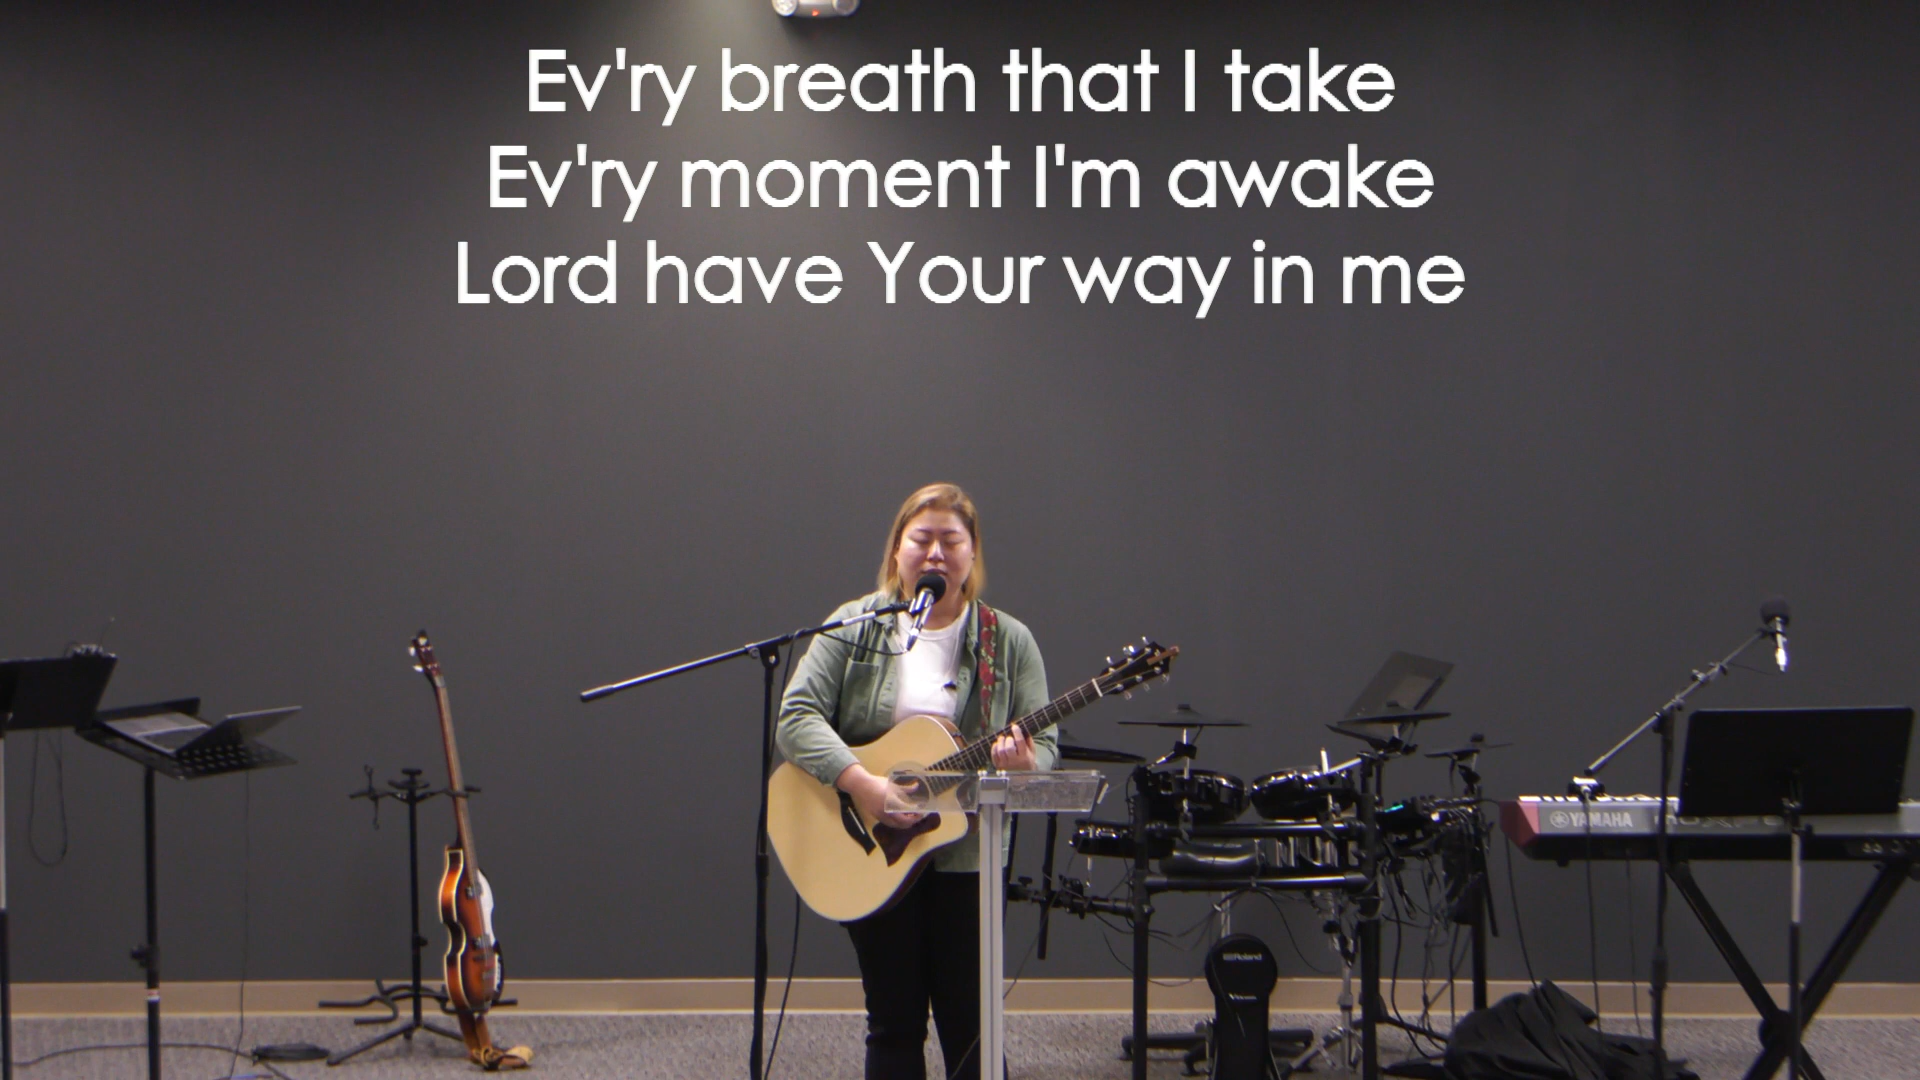 Ev'ry breath that I take
Ev'ry moment I'm awake
Lord have Your way in me
YAMAHA
Roland